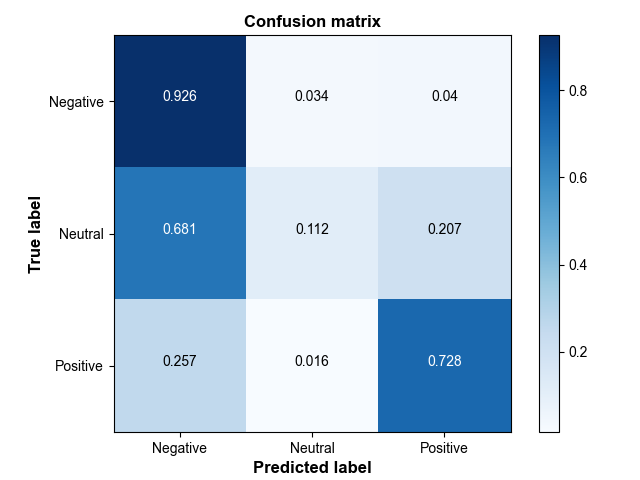 Confusion matrix
Negative 0.926 0.034 0.04
Neutral 0.681 0.112 0.207
Positive 0.257 0.016 0.728
Negative Neutral Positive
Predicted label
True label
0.8
0.6
0.4
0.2